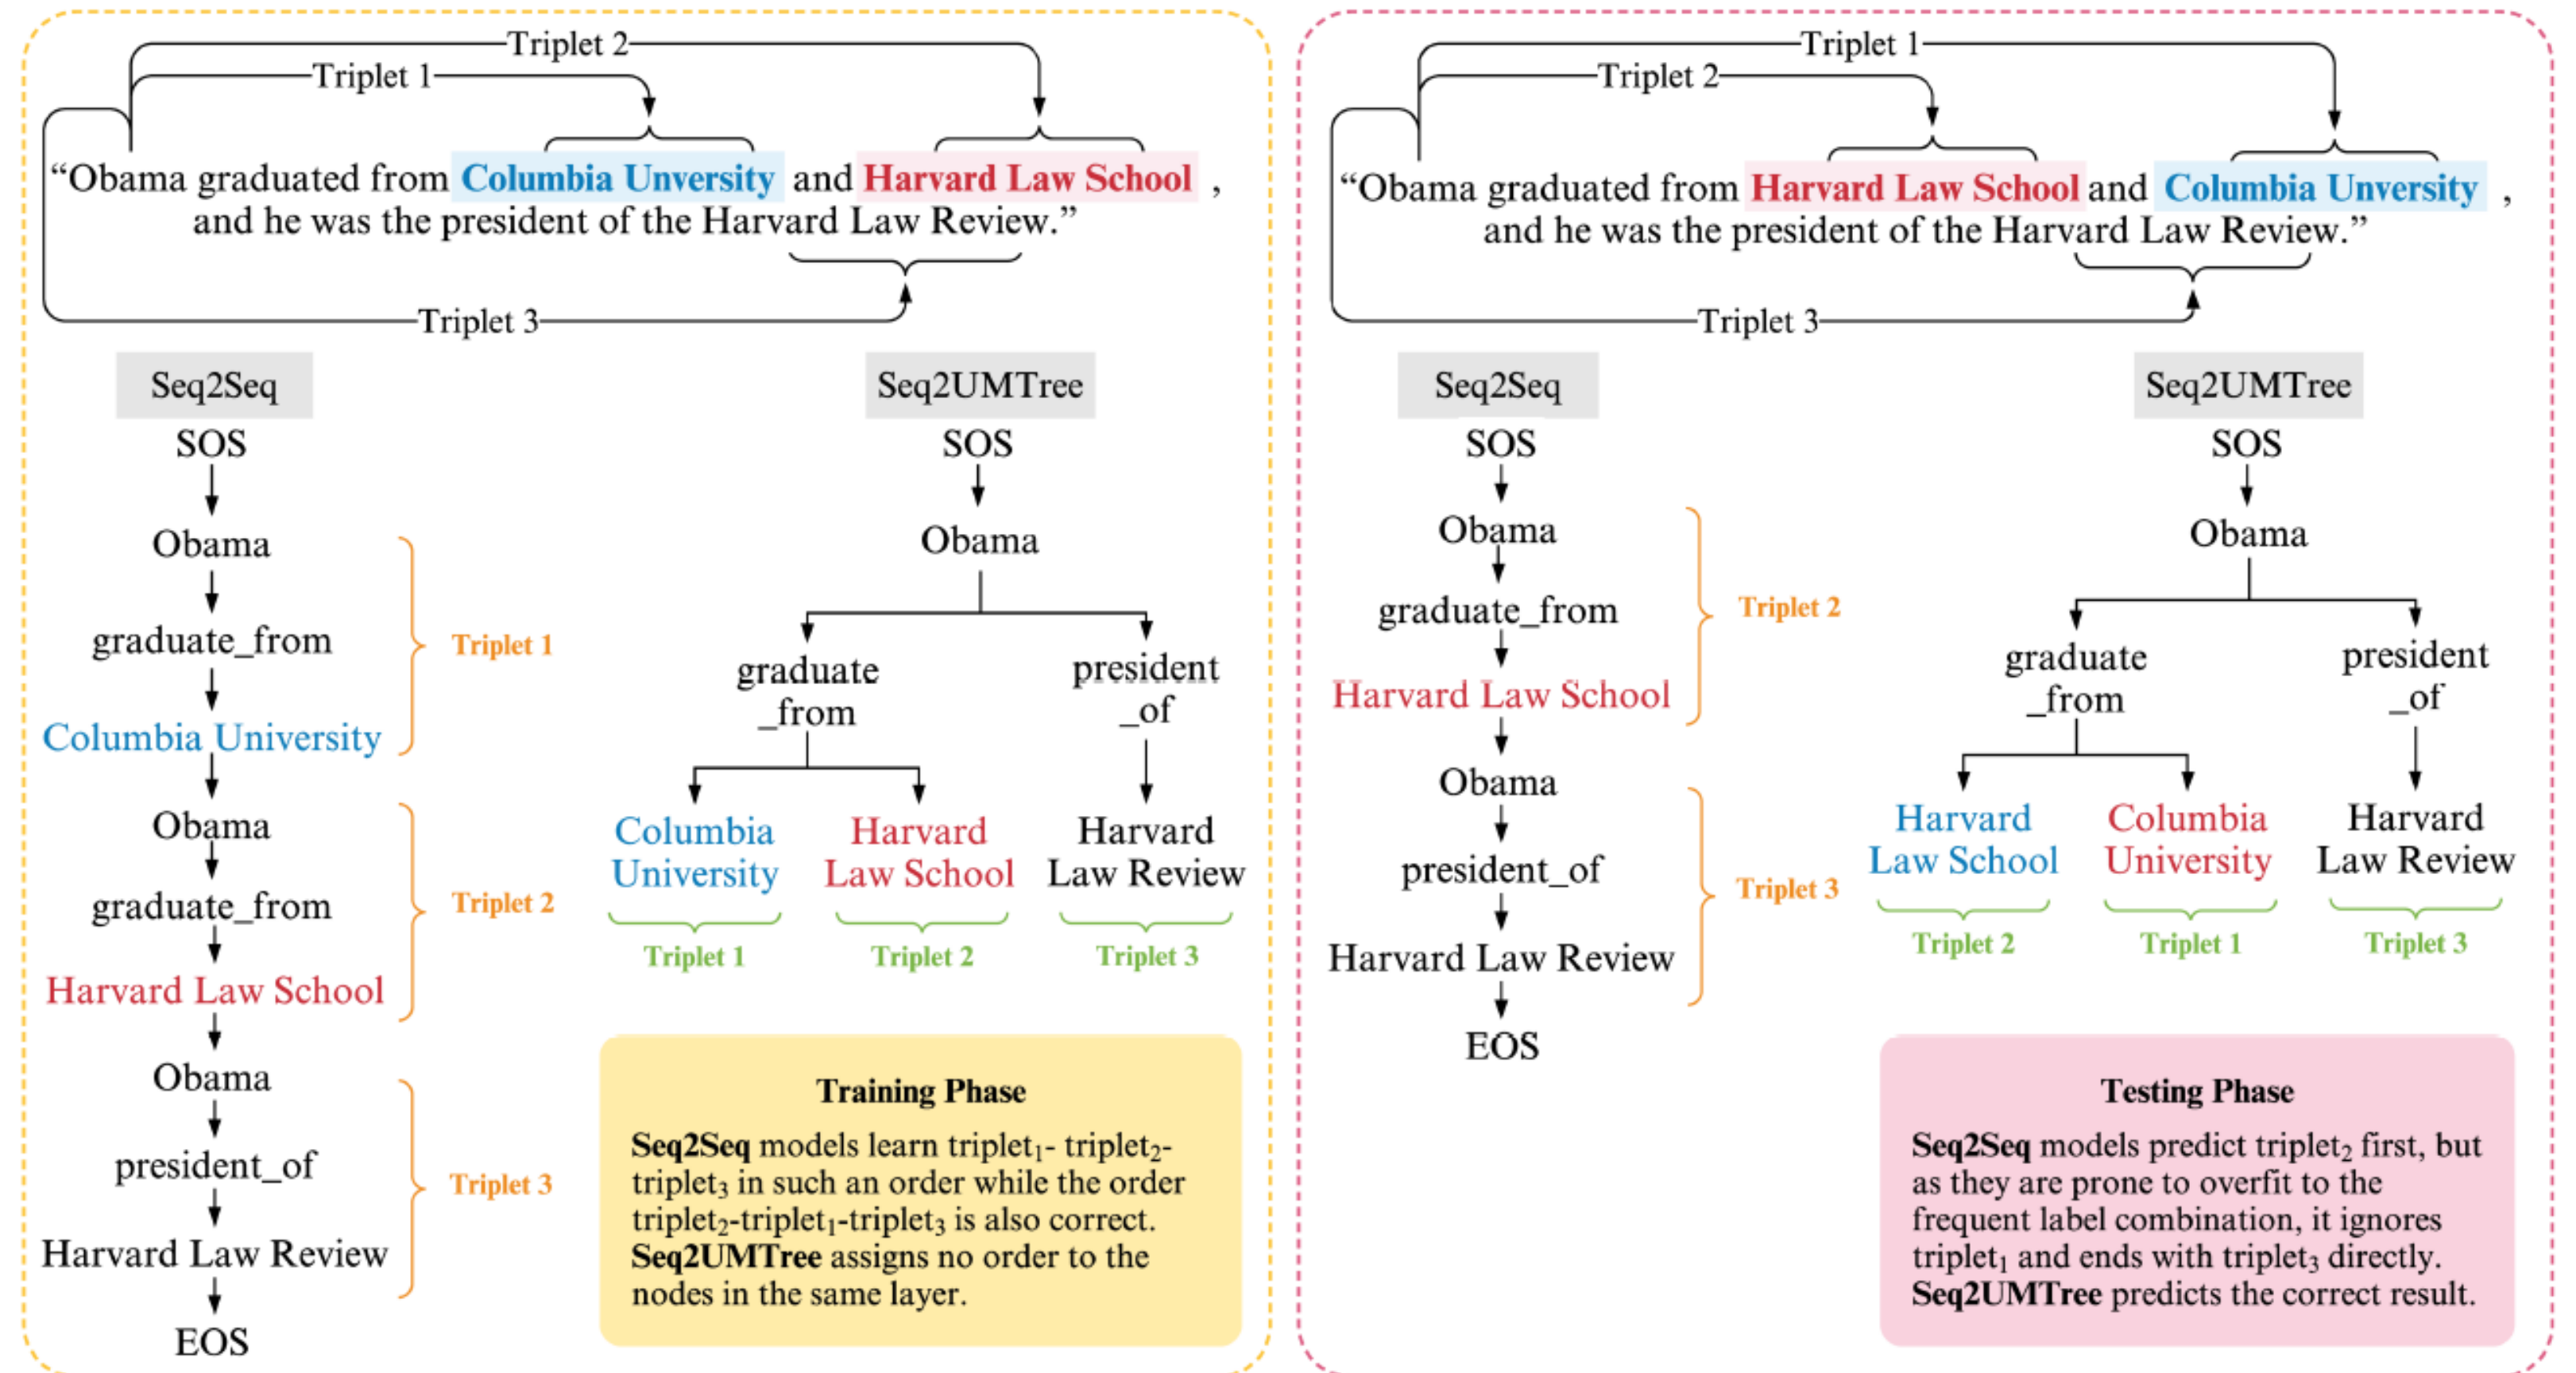 Triplet 2
Triplet 1
“Obama graduated from Columbia Unversity and Harvard Law School ,
and he was the president of the Harvard Law Review.”
Triplet 3
Seq2Seq
SOS
Obama
graduate_from
Columbia University
Triplet 1
Obama
graduate_from
Harvard Law School
Triplet 2
Obama
president_of
Harvard Law Review
Triplet 3
EOS
Seq2UMTree
SOS
Obama
graduate
_from
president
_of
Columbia
University
Harvard
Law School
Harvard
Law Review
Triplet 1
Triplet 2
Triplet 3
Training Phase
Seq2Seq models learn triplet₁- triplet₂-
triplet₃ in such an order while the order
triplet₂-triplet₁-triplet₃ is also correct.
Seq2UMTree assigns no order to the
nodes in the same layer.
Triplet 1
Triplet 2
“Obama graduated from Harvard Law School and Columbia Unversity ,
and he was the president of the Harvard Law Review.”
Triplet 3
Seq2Seq
SOS
Obama
graduate_from
Harvard Law School
Triplet 2
Obama
president_of
Harvard Law Review
Triplet 3
EOS
Seq2UMTree
SOS
Obama
graduate
_from
president
_of
Harvard
Law School
Columbia
University
Harvard
Law Review
Triplet 2
Triplet 1
Triplet 3
Testing Phase
Seq2Seq models predict triplet₂ first, but
as they are prone to overfit to the
frequent label combination, it ignores
triplet₁ and ends with triplet₃ directly.
Seq2UMTree predicts the correct result.